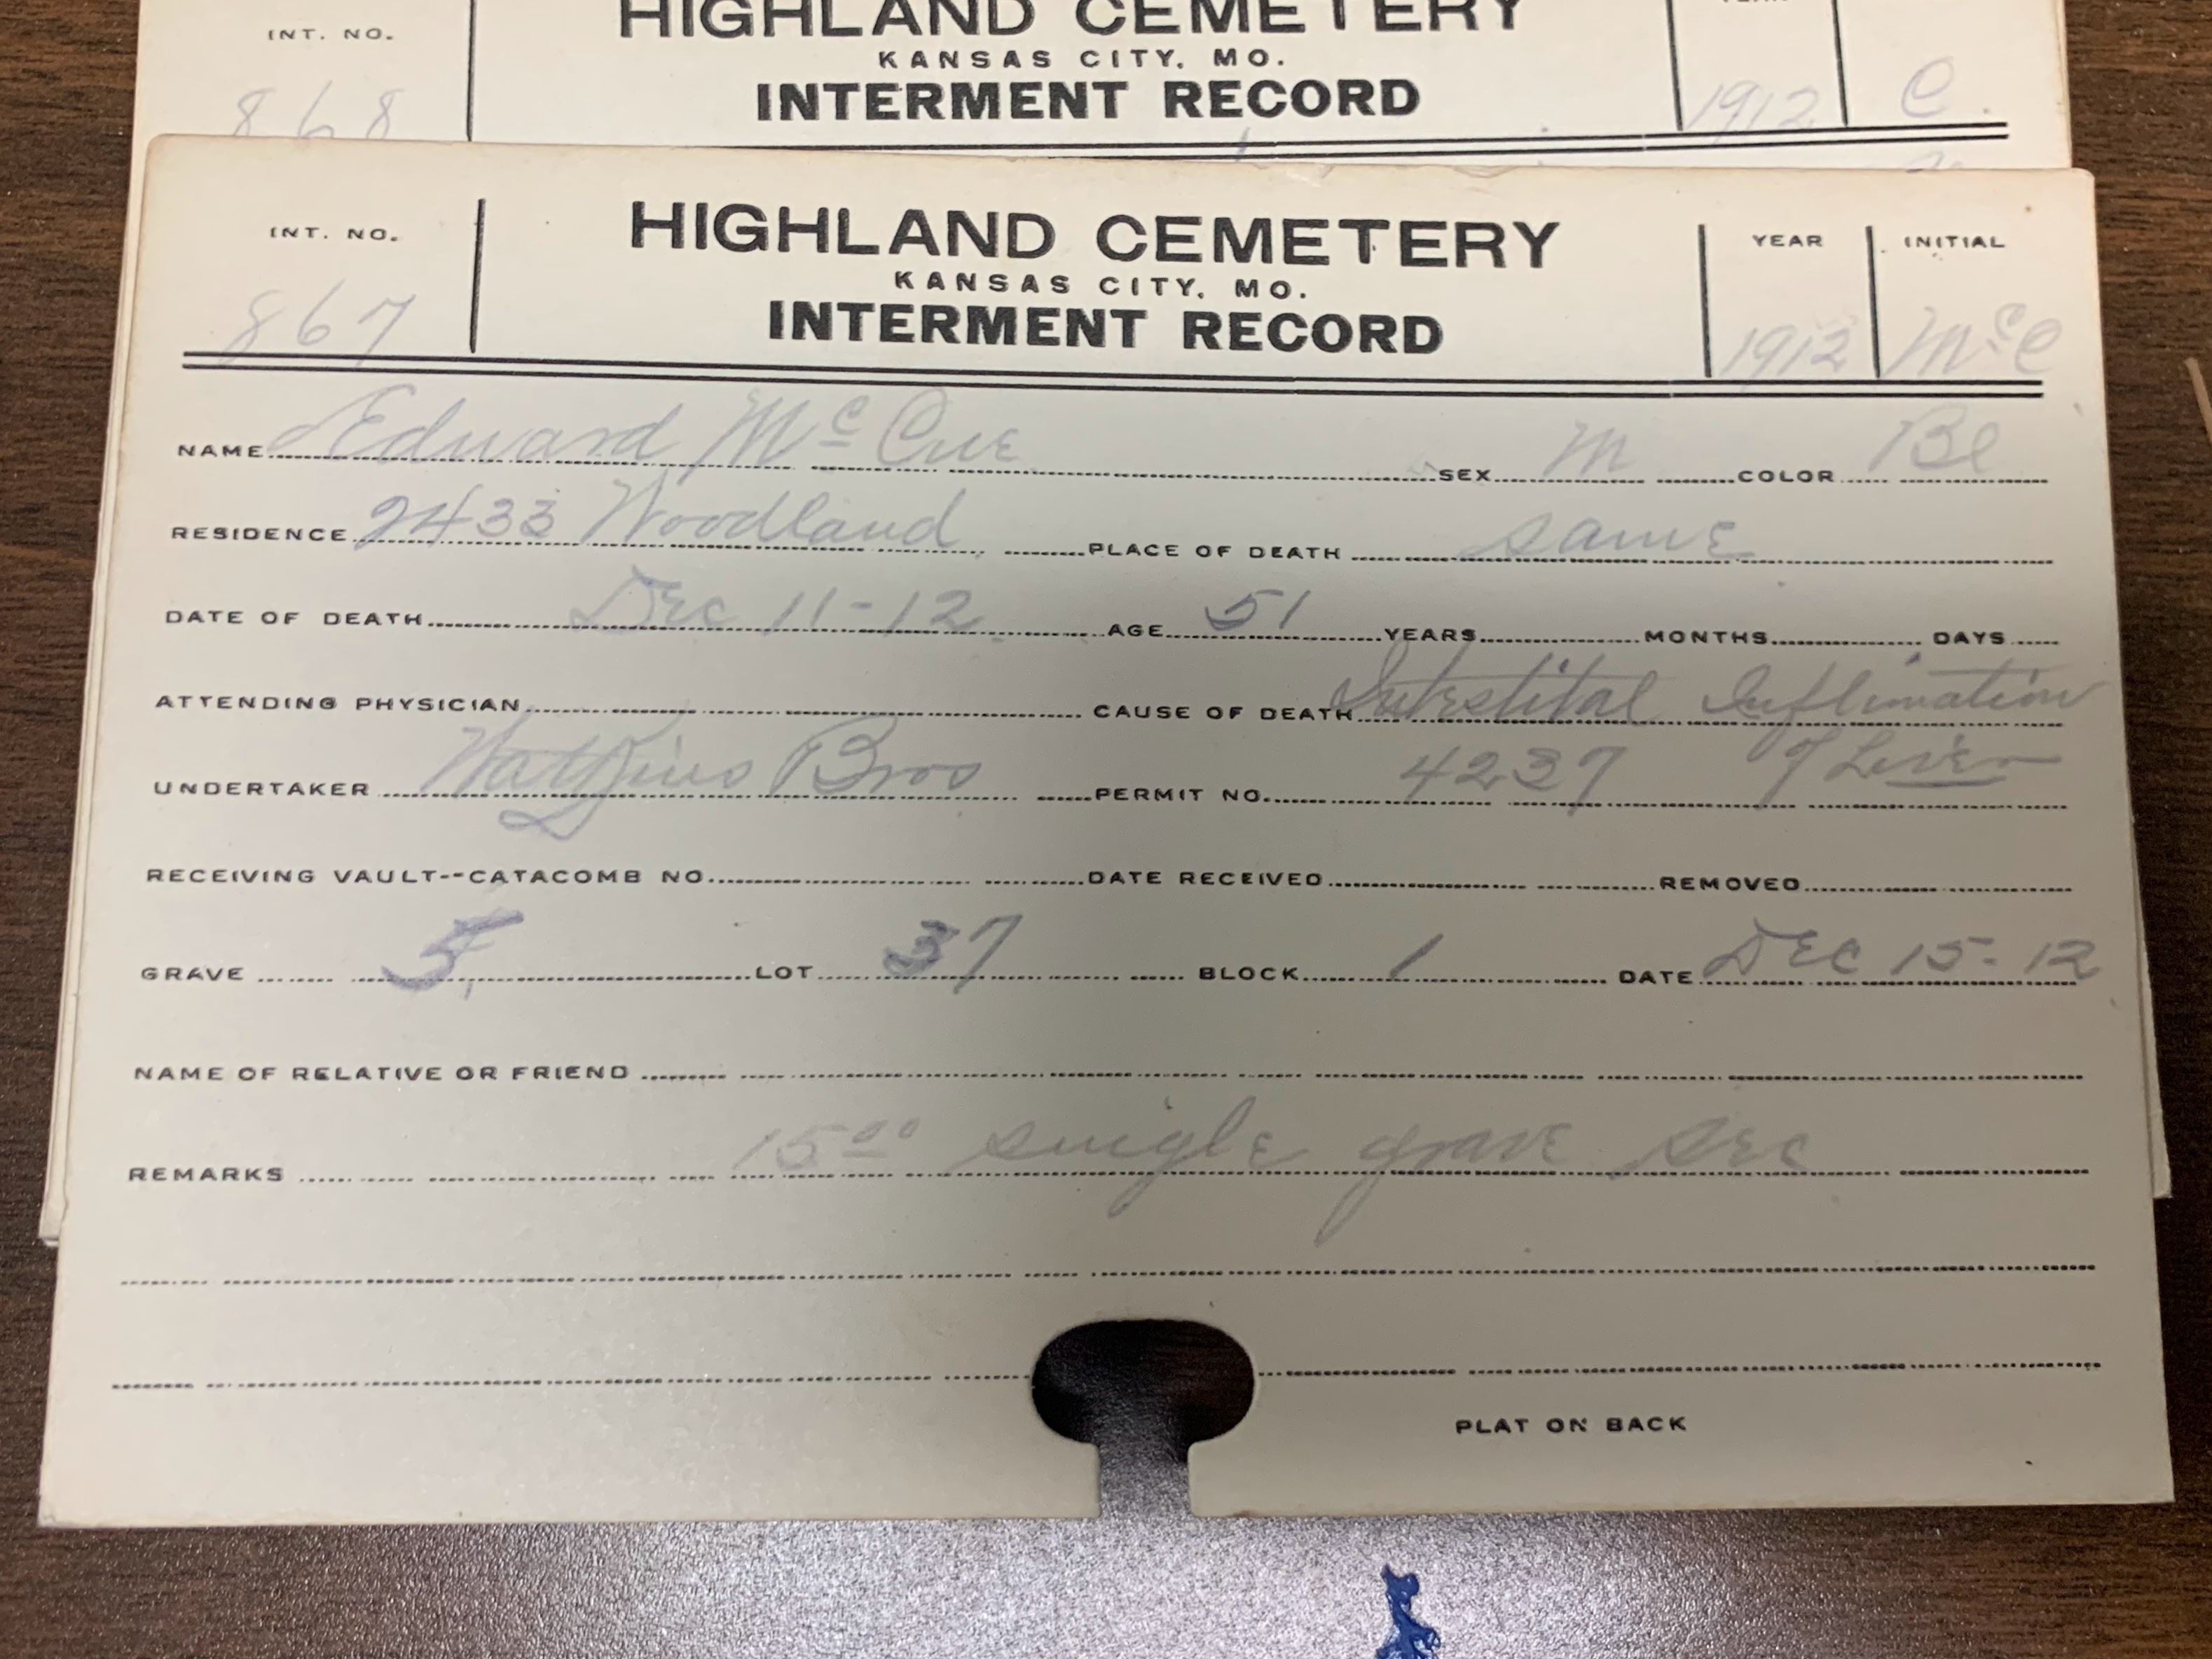 INT. NO. HIGHLAND CEMETERY
KANSAS CITY, MO.
868 INTERMENT RECORD 1912 C.
INT. NO. HIGHLAND CEMETERY YEAR INITIAL
KANSAS CITY, MO.
867 INTERMENT RECORD 1912 McC
NAME Edward McCue SEX M COLOR Bl
RESIDENCE 2433 Woodland PLACE OF DEATH same
DATE OF DEATH Dec 11-12 AGE 51 YEARS MONTHS DAYS
ATTENDING PHYSICIAN CAUSE OF DEATH Interstital Inflimation
UNDERTAKER Watkins Bros PERMIT NO. 4237 of Liver
RECEIVING VAULT--CATACOMB NO. DATE RECEIVED REMOVED
GRAVE 5 LOT 37 BLOCK 1 DATE Dec 15-12
NAME OF RELATIVE OR FRIEND
REMARKS 15 00 single grave sec
PLAT ON BACK